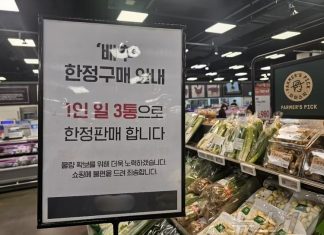 '배추'
한정구매 안내
1인 일 3통으로
한정판매 합니다
물량 확보를 위해 더욱 노력하겠습니다
쇼핑에 불편을 드려 죄송합니다.
FARMER'S PICK
FARMER'S PICK